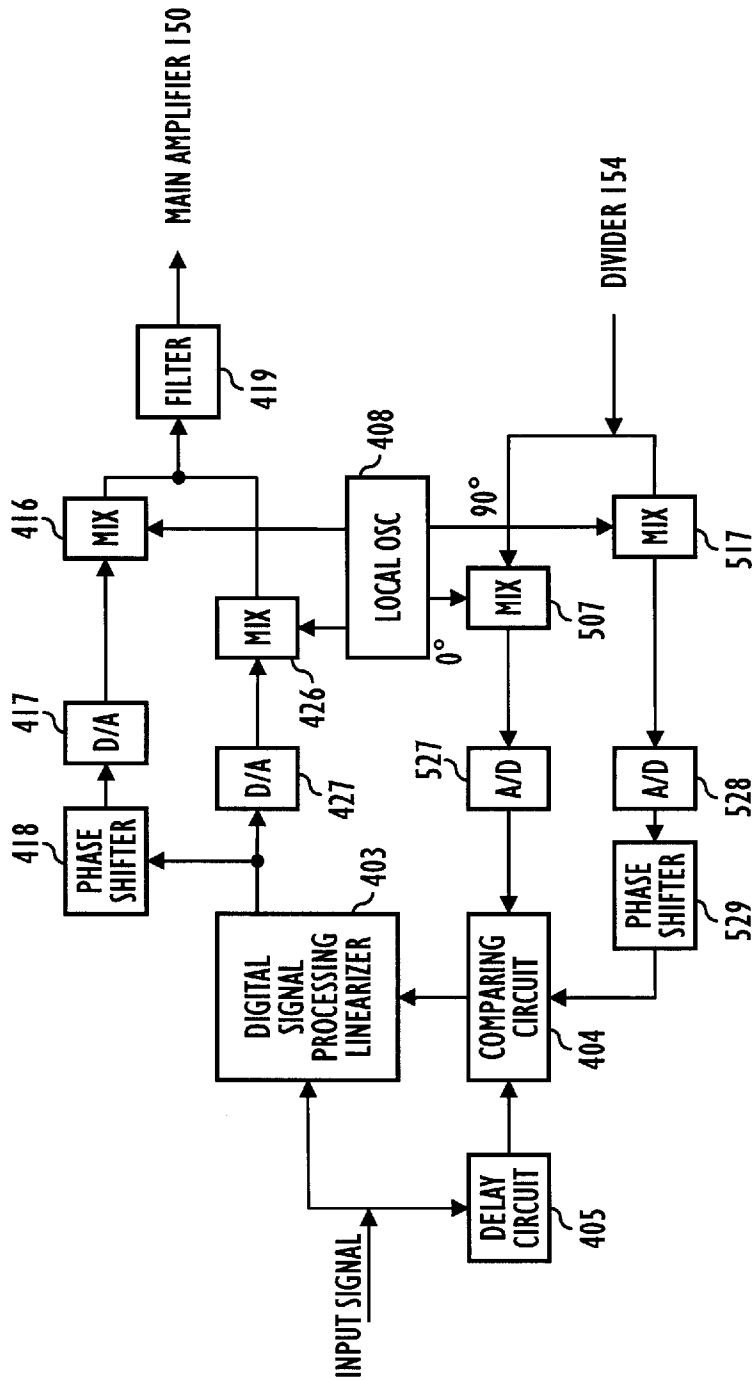 MAIN AMPLIFIER 150
FILTER
419
416
MIX
417
D/A
418
PHASE
SHIFTER
MIX
426
D/A
427
403
DIGITAL
SIGNAL
PROCESSING
LINEARIZER
408
LOCAL OSC
0°
90°
DIVIDER 154
MIX
507
MIX
517
527
A/D
A/D
528
PHASE
SHIFTER
529
COMPARING
CIRCUIT
404
DELAY
CIRCUIT
405
INPUT SIGNAL